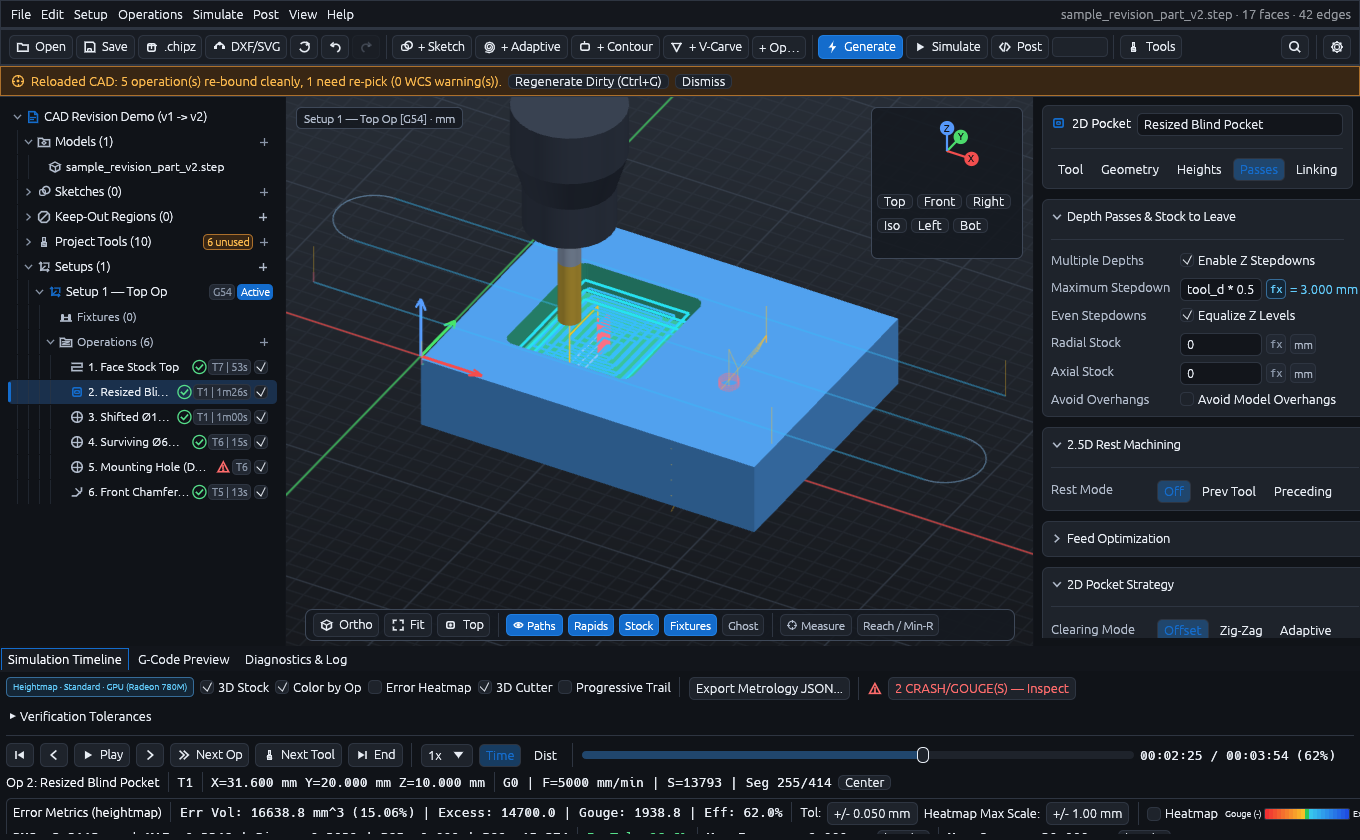 File Edit Setup Operations Simulate Post View Help
sample_revision_part_v2.step · 17 faces · 42 edges
Open Save .chipz DXF/SVG + Sketch + Adaptive + Contour + V-Carve + Op... Generate Simulate Post Tools
Reloaded CAD: 5 operation(s) re-bound cleanly, 1 need re-pick (0 WCS warning(s)). Regenerate Dirty (Ctrl+G) Dismiss
CAD Revision Demo (v1 -> v2)
Models (1) +
sample_revision_part_v2.step
Sketches (0) +
Keep-Out Regions (0) +
Project Tools (10) 6 unused +
Setups (1) +
Setup 1 — Top Op G54 Active
Fixtures (0)
Operations (6) +
1. Face Stock Top T7 | 53s
2. Resized Bli... T1 | 1m26s
3. Shifted Ø1... T1 | 1m00s
4. Surviving Ø6... T6 | 15s
5. Mounting Hole (D... T6
6. Front Chamfer... T5 | 13s
Setup 1 — Top Op [G54] · mm
Z
Y
X
Top Front Right
Iso Left Bot
Ortho Fit Top Paths Rapids Stock Fixtures Ghost Measure Reach / Min-R
2D Pocket Resized Blind Pocket
Tool Geometry Heights Passes Linking
Depth Passes & Stock to Leave
Multiple Depths Enable Z Stepdowns
Maximum Stepdown tool_d * 0.5 fx = 3.000 mm
Even Stepdowns Equalize Z Levels
Radial Stock 0 fx mm
Axial Stock 0 fx mm
Avoid Overhangs Avoid Model Overhangs
2.5D Rest Machining
Rest Mode Off Prev Tool Preceding
Feed Optimization
2D Pocket Strategy
Clearing Mode Offset Zig-Zag Adaptive
Simulation Timeline G-Code Preview Diagnostics & Log
Heightmap · Standard · GPU (Radeon 780M) 3D Stock Color by Op Error Heatmap 3D Cutter Progressive Trail Export Metrology JSON... 2 CRASH/GOUGE(S) — Inspect
Verification Tolerances
Play Next Op Next Tool End 1x Time Dist 00:02:25 / 00:03:54 (62%)
Op 2: Resized Blind Pocket T1 X=31.600 mm Y=20.000 mm Z=10.000 mm G0 | F=5000 mm/min | S=13793 | Seg 255/414 Center
Error Metrics (heightmap) Err Vol: 16638.8 mm^3 (15.06%) | Excess: 14700.0 | Gouge: 1938.8 | Eff: 62.0% Tol: +/- 0.050 mm Heatmap Max Scale: +/- 1.00 mm Heatmap Gouge (-)